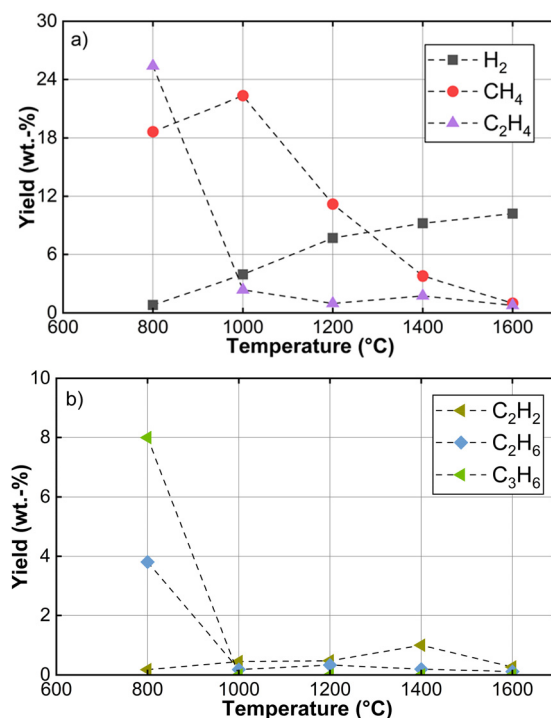 a)
H₂
CH₄
C₂H₄
Yield (wt.-%)
30
24
18
12
6
0
600 800 1000 1200 1400 1600
Temperature (°C)
b)
C₂H₂
C₂H₆
C₃H₆
Yield (wt.-%)
10
8
6
4
2
0
600 800 1000 1200 1400 1600
Temperature (°C)